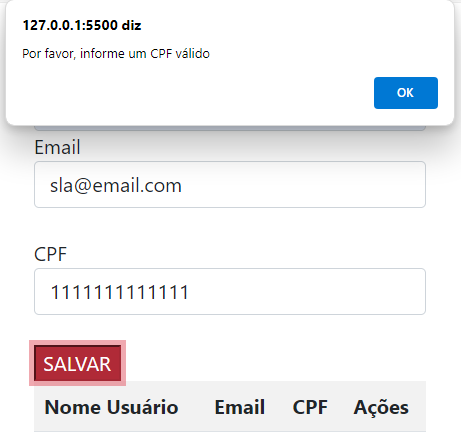 127.0.0.1:5500 diz
Por favor, informe um CPF válido
OK
Email
sla@email.com
CPF
1111111111111
SALVAR
Nome Usuário Email CPF Ações